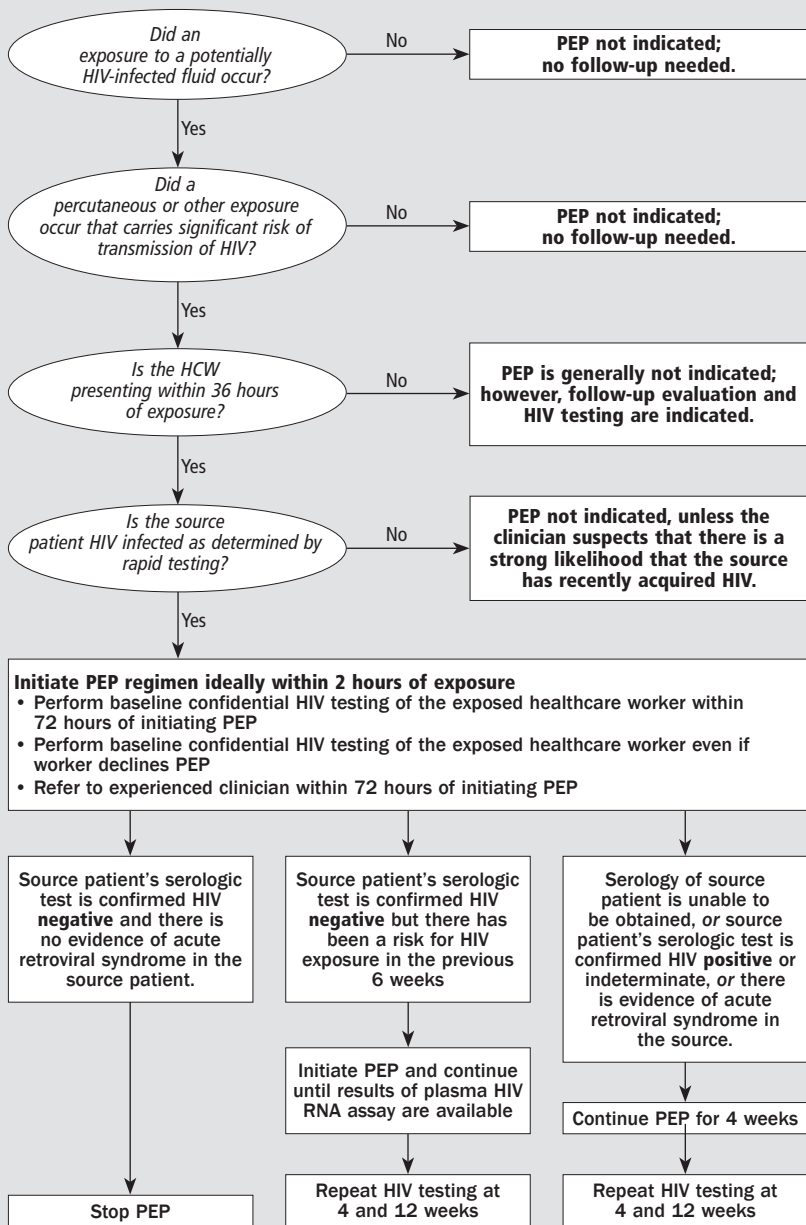 Did an
exposure to a potentially
HIV-infected fluid occur?
No
PEP not indicated;
no follow-up needed.
Yes
Did a
percutaneous or other exposure
occur that carries significant risk of
transmission of HIV?
No
PEP not indicated;
no follow-up needed.
Yes
Is the HCW
presenting within 36 hours
of exposure?
No
PEP is generally not indicated;
however, follow-up evaluation and
HIV testing are indicated.
Yes
Is the source
patient HIV infected as determined by
rapid testing?
No
PEP not indicated, unless the
clinician suspects that there is a
strong likelihood that the source
has recently acquired HIV.
Yes
Initiate PEP regimen ideally within 2 hours of exposure
• Perform baseline confidential HIV testing of the exposed healthcare worker within
72 hours of initiating PEP
• Perform baseline confidential HIV testing of the exposed healthcare worker even if
worker declines PEP
• Refer to experienced clinician within 72 hours of initiating PEP
Source patient's serologic
test is confirmed HIV
negative and there is
no evidence of acute
retroviral syndrome in the
source patient.
Stop PEP
Source patient's serologic
test is confirmed HIV
negative but there has
been a risk for HIV
exposure in the previous
6 weeks
Initiate PEP and continue
until results of plasma HIV
RNA assay are available
Repeat HIV testing at
4 and 12 weeks
Serology of source
patient is unable to
be obtained, or source
patient's serologic test is
confirmed HIV positive or
indeterminate, or there
is evidence of acute
retroviral syndrome in
the source.
Continue PEP for 4 weeks
Repeat HIV testing at
4 and 12 weeks